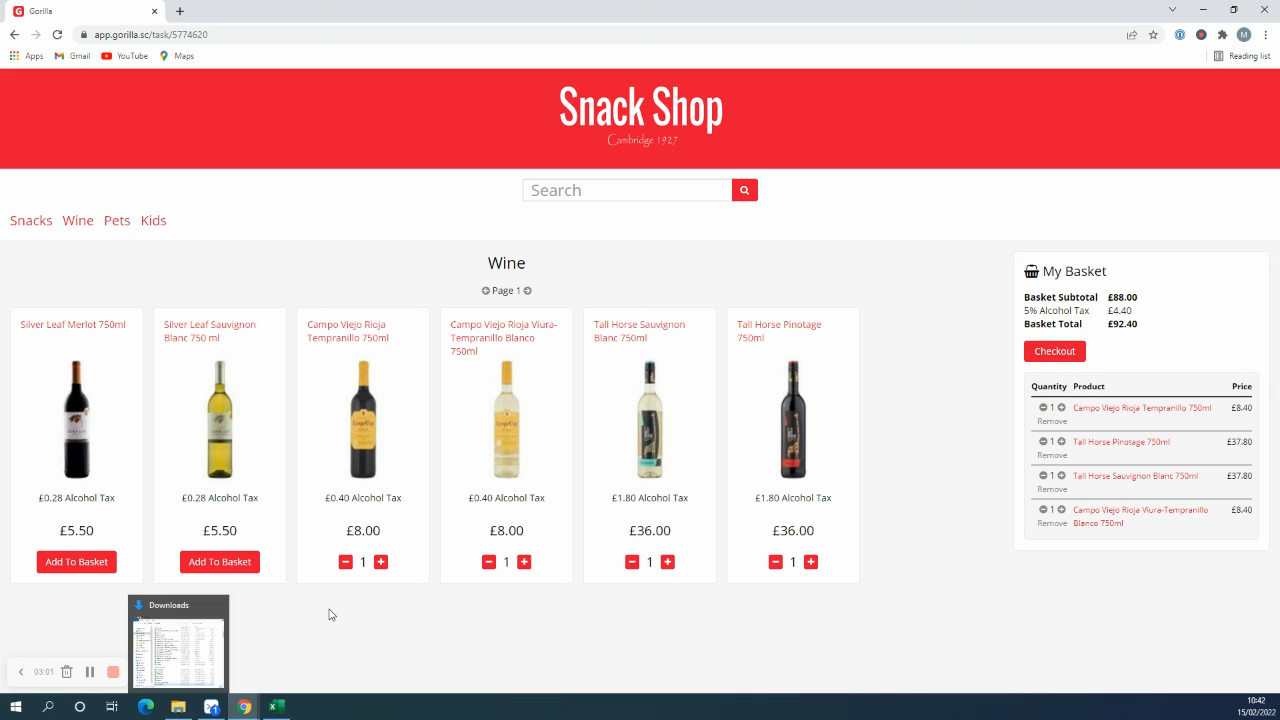 Gorilla
app.gorilla.sc/task/5774620
M
Apps Gmail YouTube Maps
Reading list
Snack Shop
Cambridge 1927
Search
Snacks Wine Pets Kids
Wine
Page 1
Silver Leaf Merlot 750ml
£0.28 Alcohol Tax
£5.50
Add To Basket
Silver Leaf Sauvignon
Blanc 750 ml
£0.28 Alcohol Tax
£5.50
Add To Basket
Campo Viejo Rioja
Tempranillo 750ml
£0.40 Alcohol Tax
£8.00
1
Campo Viejo Rioja Viura-
Tempranillo Blanco
750ml
£0.40 Alcohol Tax
£8.00
1
Tall Horse Sauvignon
Blanc 750ml
£1.80 Alcohol Tax
£36.00
1
Tall Horse Pinotage
750ml
£1.80 Alcohol Tax
£36.00
1
My Basket
Basket Subtotal £88.00
5% Alcohol Tax £4.40
Basket Total £92.40
Checkout
Quantity Product Price
1 Campo Viejo Rioja Tempranillo 750ml £8.40
Remove
1 Tall Horse Pinotage 750ml £37.80
Remove
1 Tall Horse Sauvignon Blanc 750ml £37.80
Remove
1 Campo Viejo Rioja Viura-Tempranillo £8.40
Remove Blanco 750ml
Downloads
03:01
10:42
15/02/2022